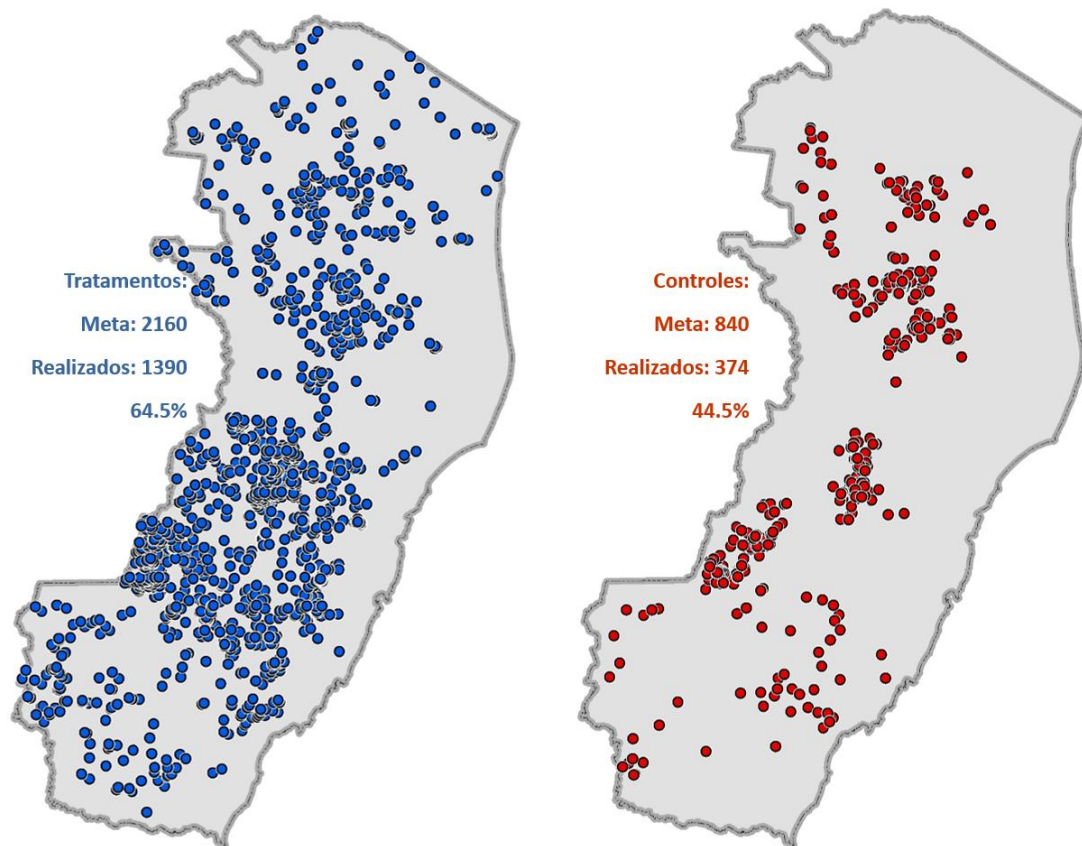 Tratamentos:
Meta: 2160
Realizados: 1390
64.5%
Controles:
Meta: 840
Realizados: 374
44.5%